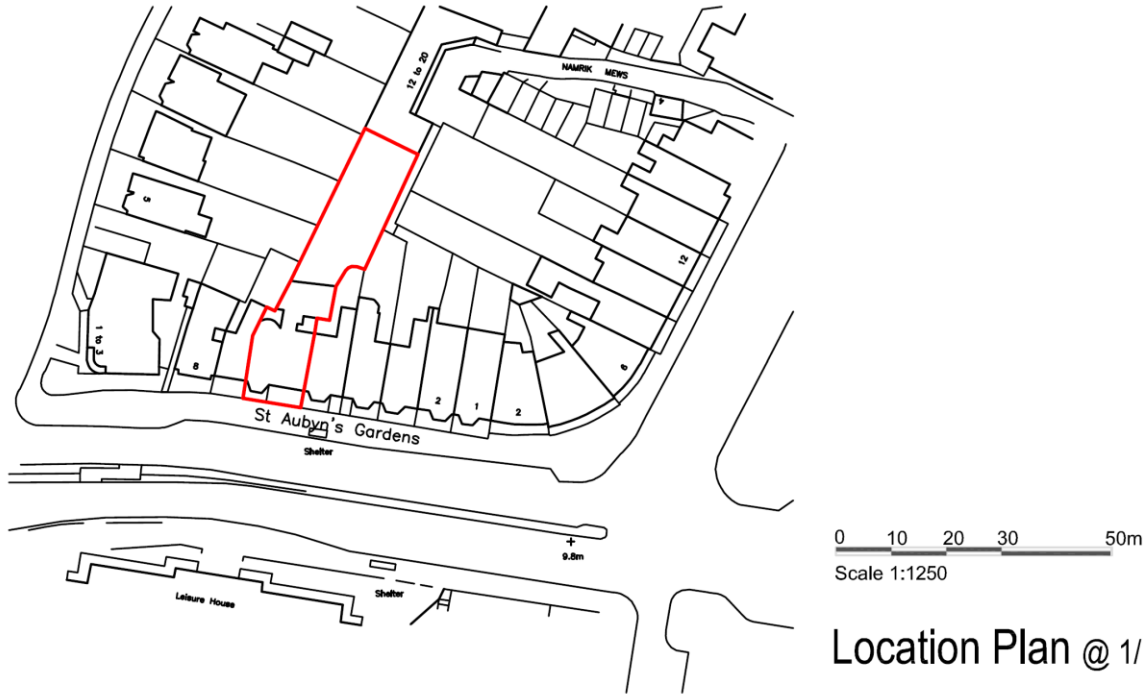 12 to 20
NAMRIK MEWS
4
5
12
1 to 3
8
2
1
2
6
St Aubyn's Gardens
Shelter
9.8m
Shelter
Leisure House
0 10 20 30 50m
Scale 1:1250
Location Plan @ 1/